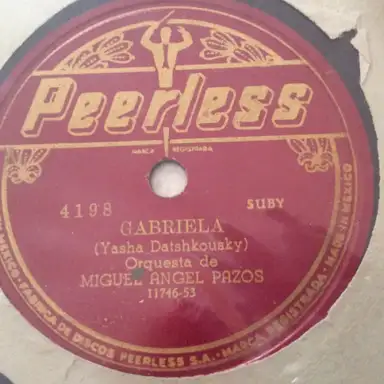 Peerless
MARCA REGISTRADA
4198 SUBY
GABRIELA
(Yasha Datshkousky)
Orquesta de
MIGUEL ANGEL PAZOS
11746-53
MEXICO·FABRICA DE DISCOS PEERLESS S.A.·MARCA REGISTRADA·MADE IN MEXICO